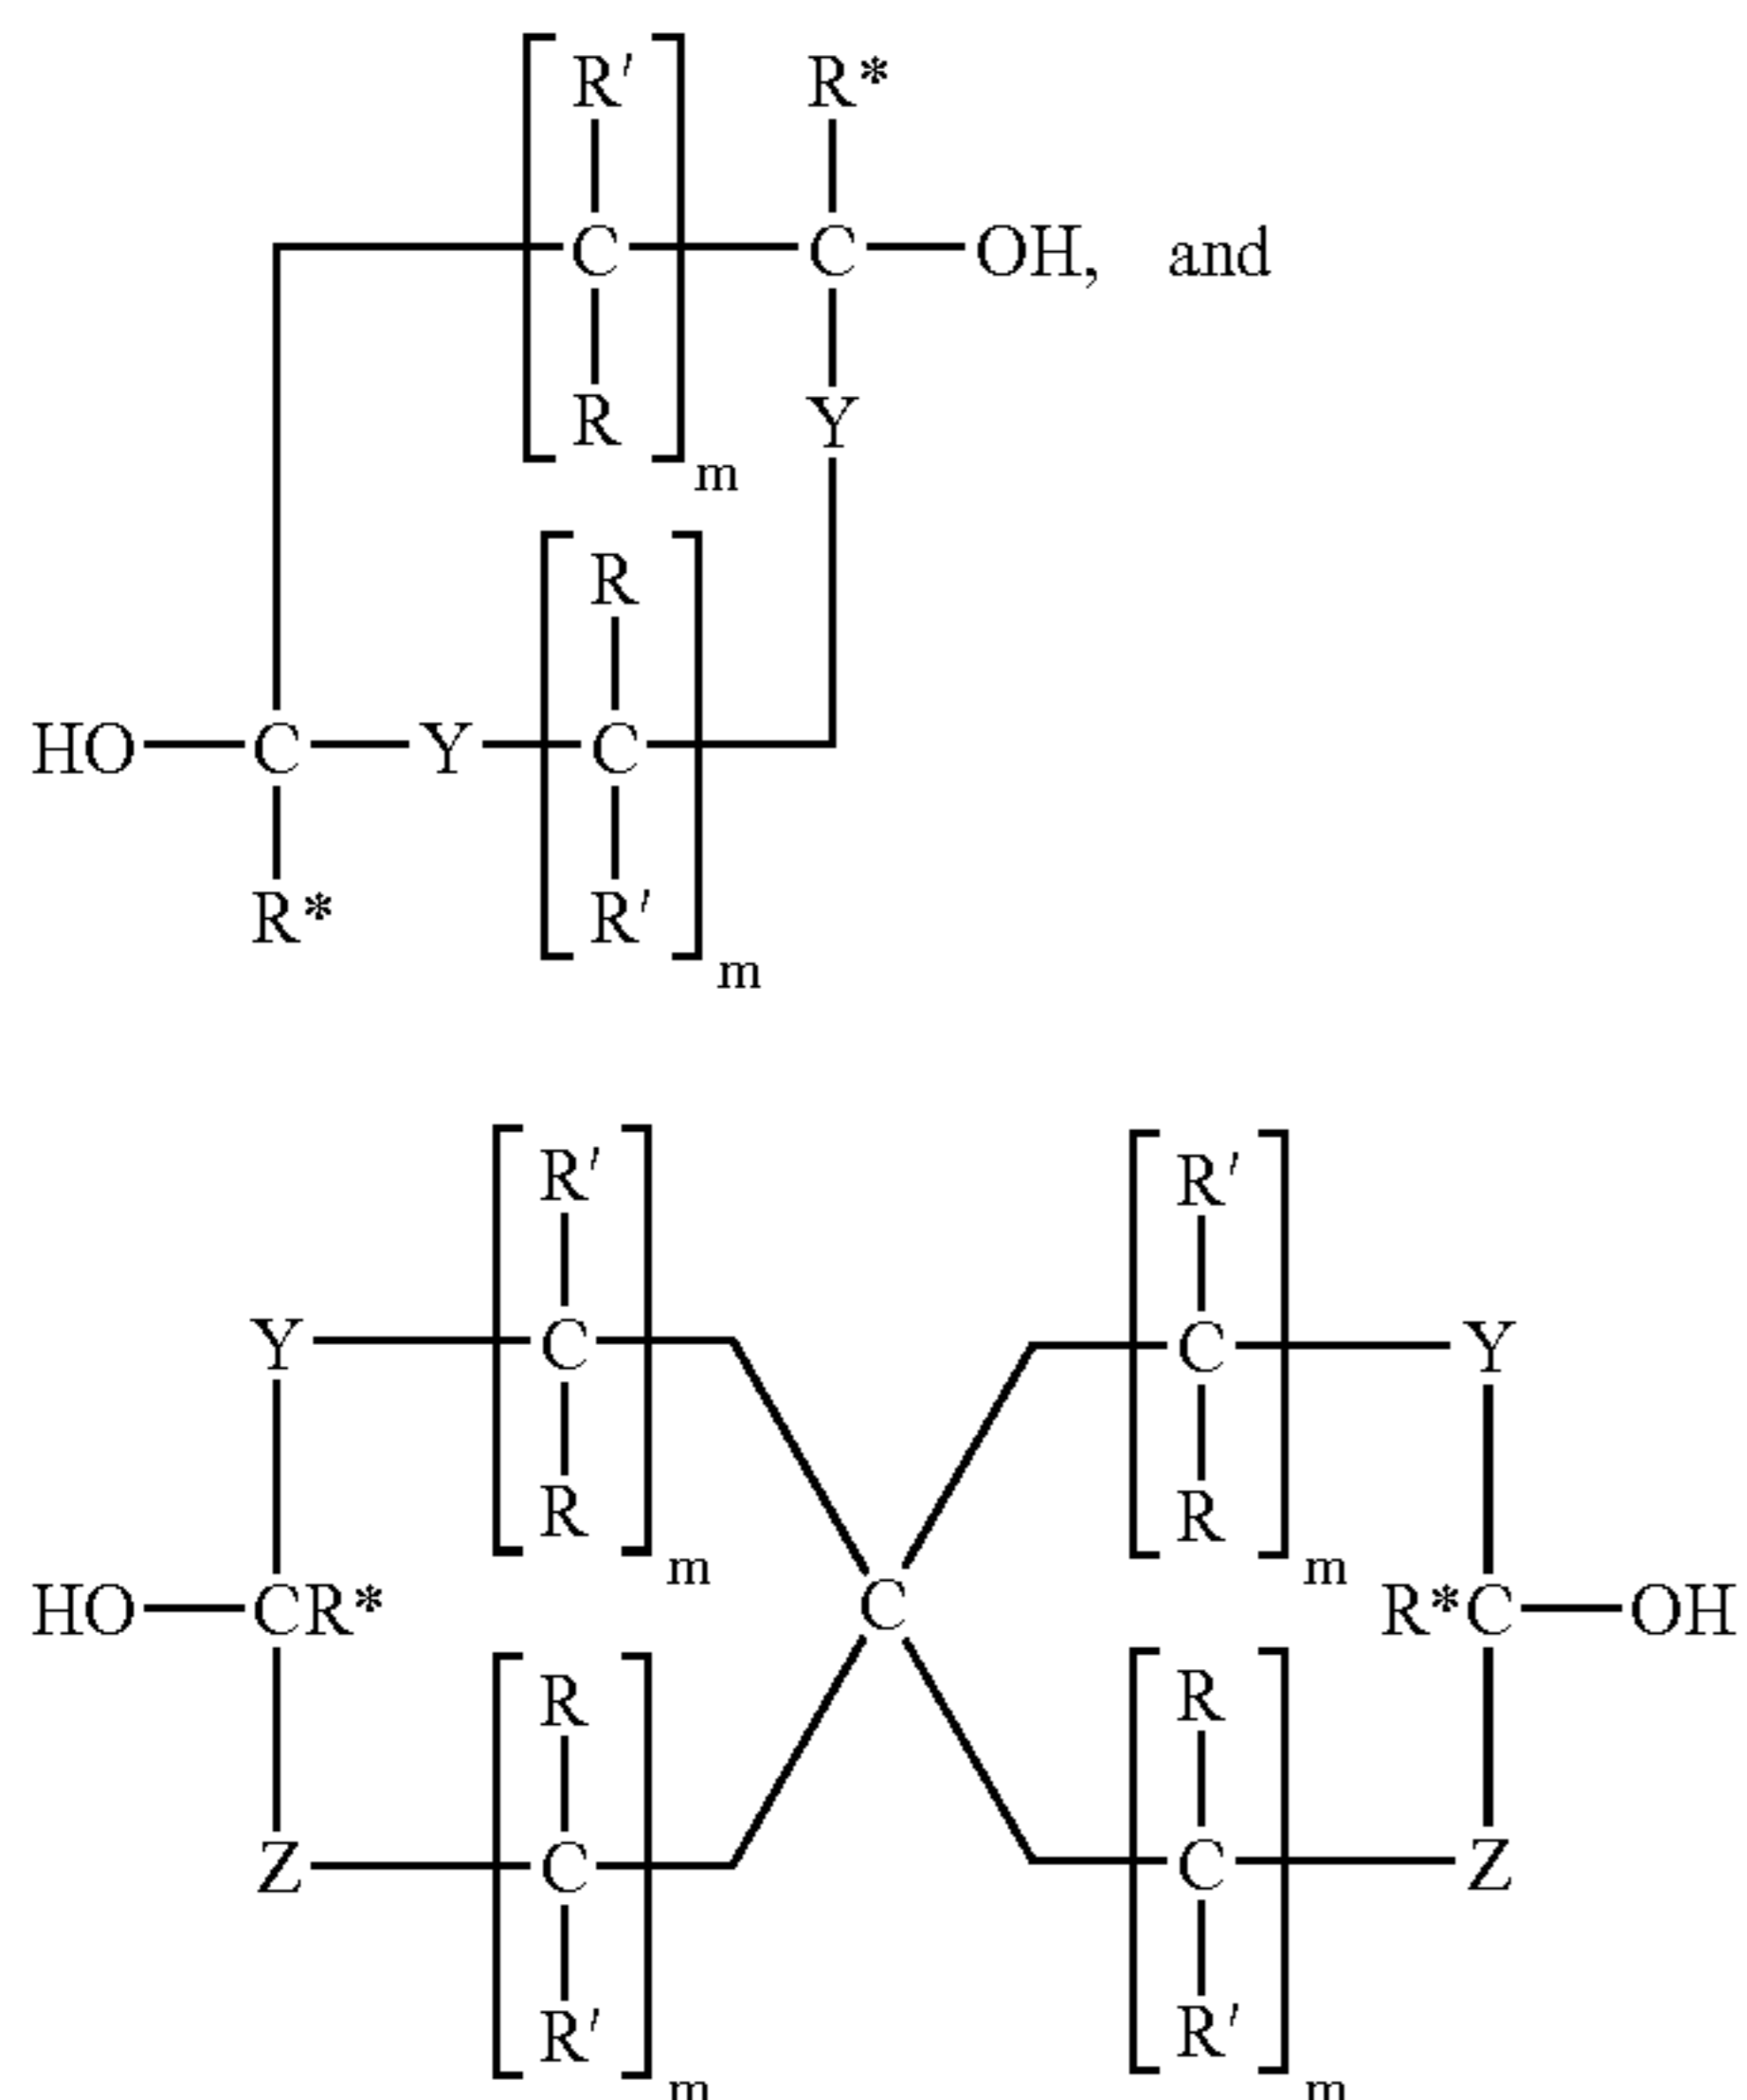 R' R*
C C OH, and
R Y
m
R
HO C Y C
R* R'
m
R' R'
Y C C Y
R R
m m
HO CR* C R*C OH
R R
Z C C Z
R' R'
m m